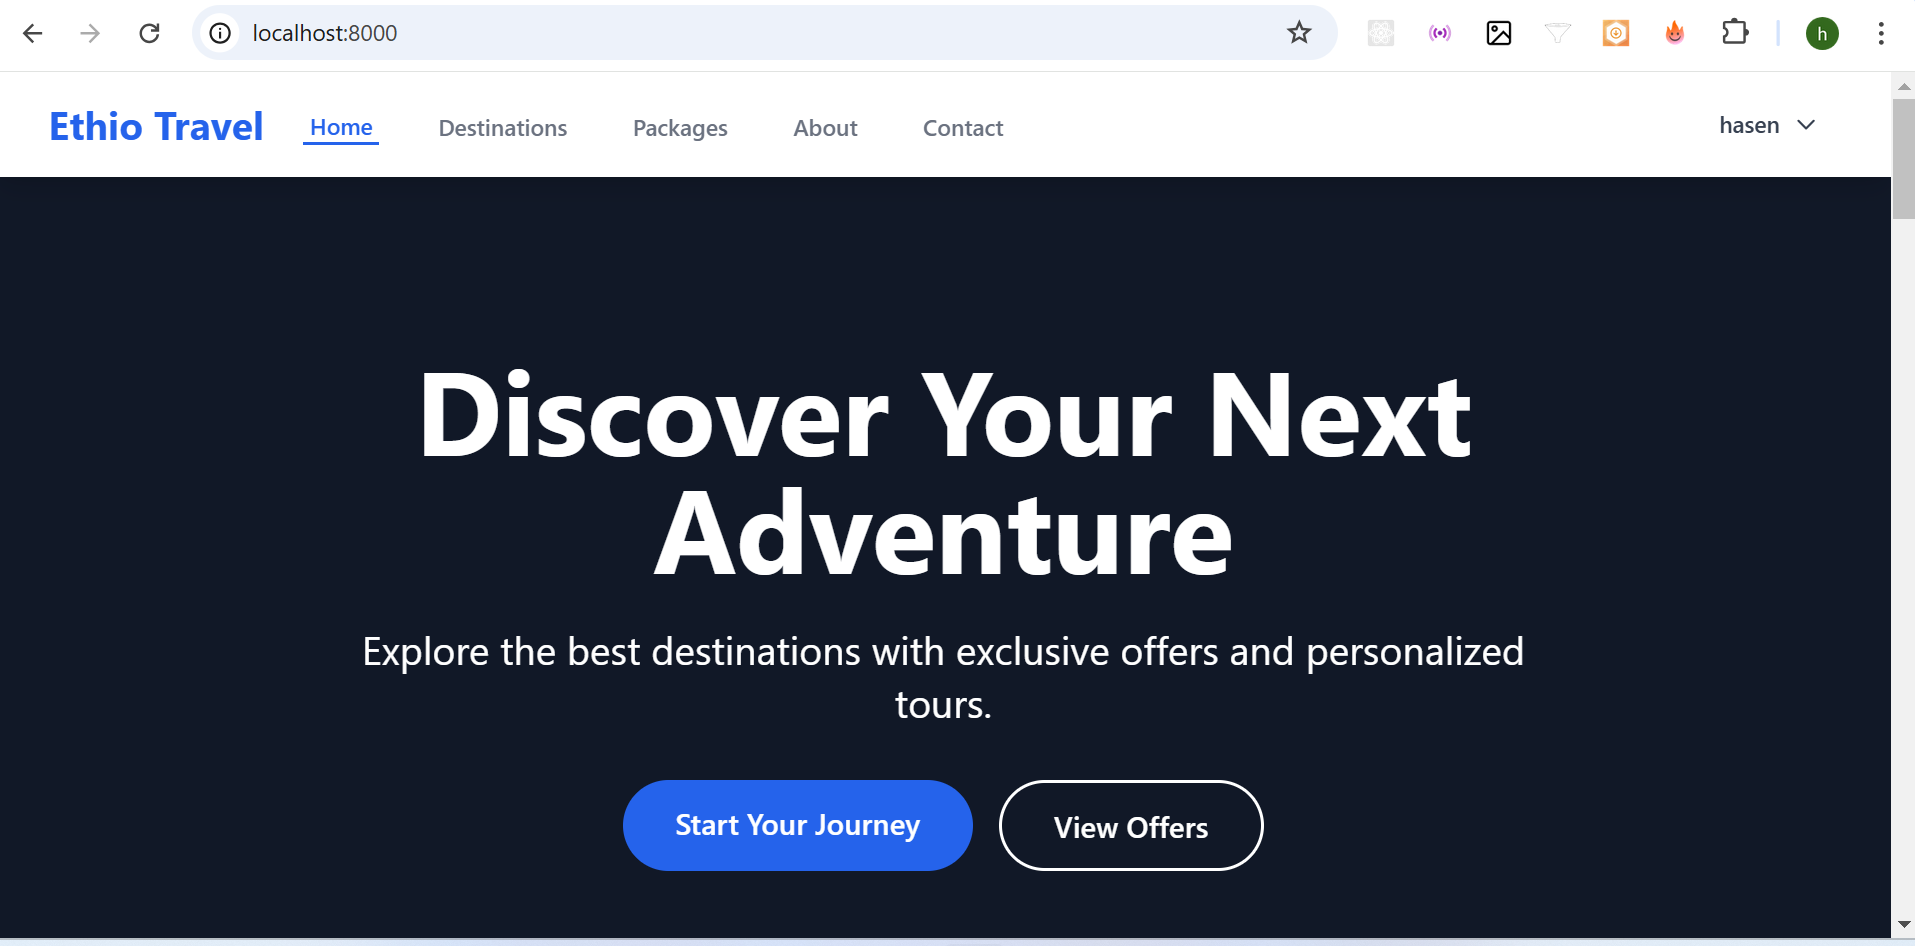 localhost:8000
h
Ethio Travel
Home
Destinations
Packages
About
Contact
hasen
Discover Your Next
Adventure
Explore the best destinations with exclusive offers and personalized
tours.
Start Your Journey
View Offers